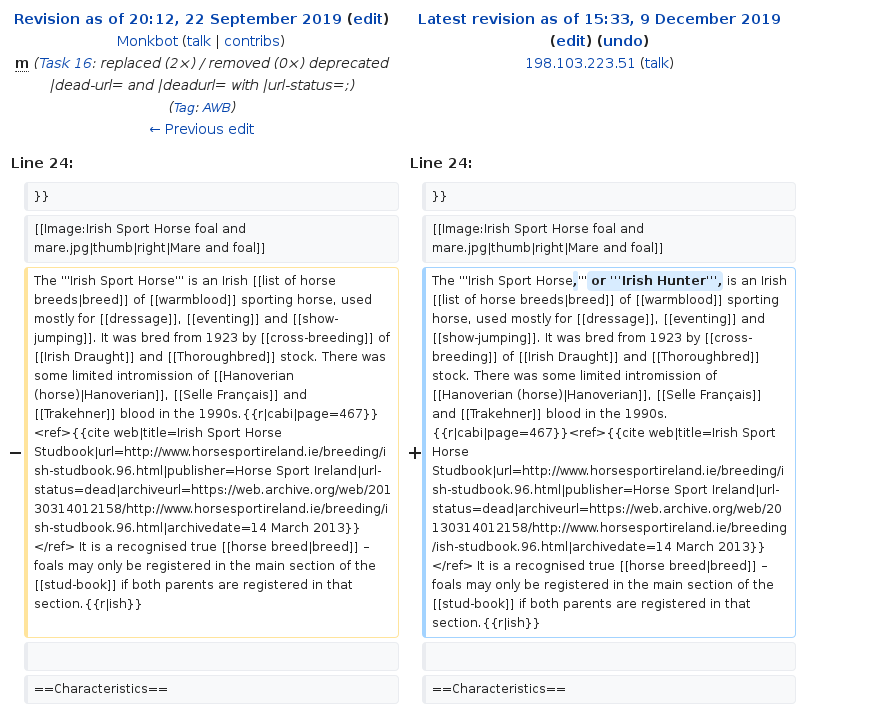 Revision as of 20:12, 22 September 2019 (edit)
Monkbot (talk | contribs)
m (Task 16: replaced (2×) / removed (0×) deprecated
|dead-url= and |deadurl= with |url-status=;)
(Tag: AWB)
← Previous edit
Latest revision as of 15:33, 9 December 2019
(edit) (undo)
198.103.223.51 (talk)
Line 24:
Line 24:
}}
}}
[[Image:Irish Sport Horse foal and
mare.jpg|thumb|right|Mare and foal]]
[[Image:Irish Sport Horse foal and
mare.jpg|thumb|right|Mare and foal]]
−
The '''Irish Sport Horse''' is an Irish [[list of horse
breeds|breed]] of [[warmblood]] sporting horse, used
mostly for [[dressage]], [[eventing]] and [[show-
jumping]]. It was bred from 1923 by [[cross-breeding]] of
[[Irish Draught]] and [[Thoroughbred]] stock. There was
some limited intromission of [[Hanoverian
(horse)|Hanoverian]], [[Selle Français]] and
[[Trakehner]] blood in the 1990s.{{r|cabi|page=467}}
<ref>{{cite web|title=Irish Sport Horse
Studbook|url=http://www.horsesportireland.ie/breeding/i
sh-studbook.96.html|publisher=Horse Sport Ireland|url-
status=dead|archiveurl=https://web.archive.org/web/201
30314012158/http://www.horsesportireland.ie/breeding/i
sh-studbook.96.html|archivedate=14 March 2013}}
</ref> It is a recognised true [[horse breed|breed]] –
foals may only be registered in the main section of the
[[stud-book]] if both parents are registered in that
section.{{r|ish}}
+
The '''Irish Sport Horse,''' or '''Irish Hunter''', is an Irish
[[list of horse breeds|breed]] of [[warmblood]] sporting
horse, used mostly for [[dressage]], [[eventing]] and
[[show-jumping]]. It was bred from 1923 by [[cross-
breeding]] of [[Irish Draught]] and [[Thoroughbred]]
stock. There was some limited intromission of
[[Hanoverian (horse)|Hanoverian]], [[Selle Français]]
and [[Trakehner]] blood in the 1990s.
{{r|cabi|page=467}}<ref>{{cite web|title=Irish Sport
Horse
Studbook|url=http://www.horsesportireland.ie/breeding/i
sh-studbook.96.html|publisher=Horse Sport Ireland|url-
status=dead|archiveurl=https://web.archive.org/web/20
130314012158/http://www.horsesportireland.ie/breeding
/ish-studbook.96.html|archivedate=14 March 2013}}
</ref> It is a recognised true [[horse breed|breed]] –
foals may only be registered in the main section of the
[[stud-book]] if both parents are registered in that
section.{{r|ish}}
==Characteristics==
==Characteristics==